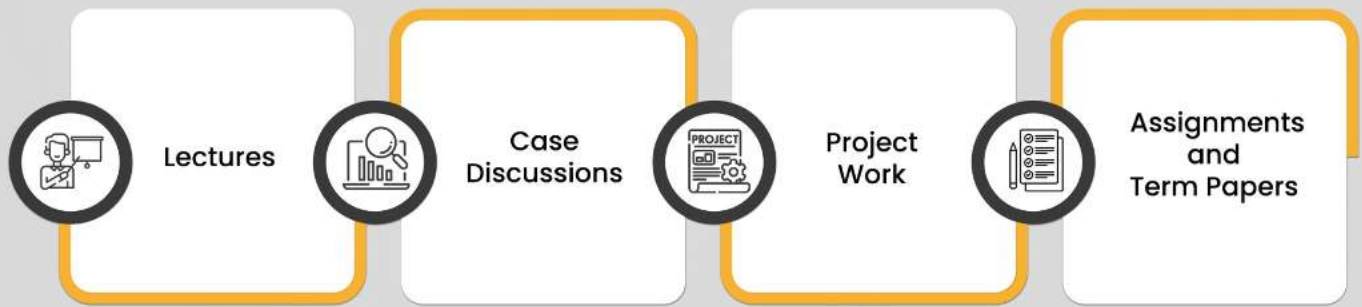 Lectures
Case
Discussions
PROJECT
Project
Work
Assignments
and
Term Papers